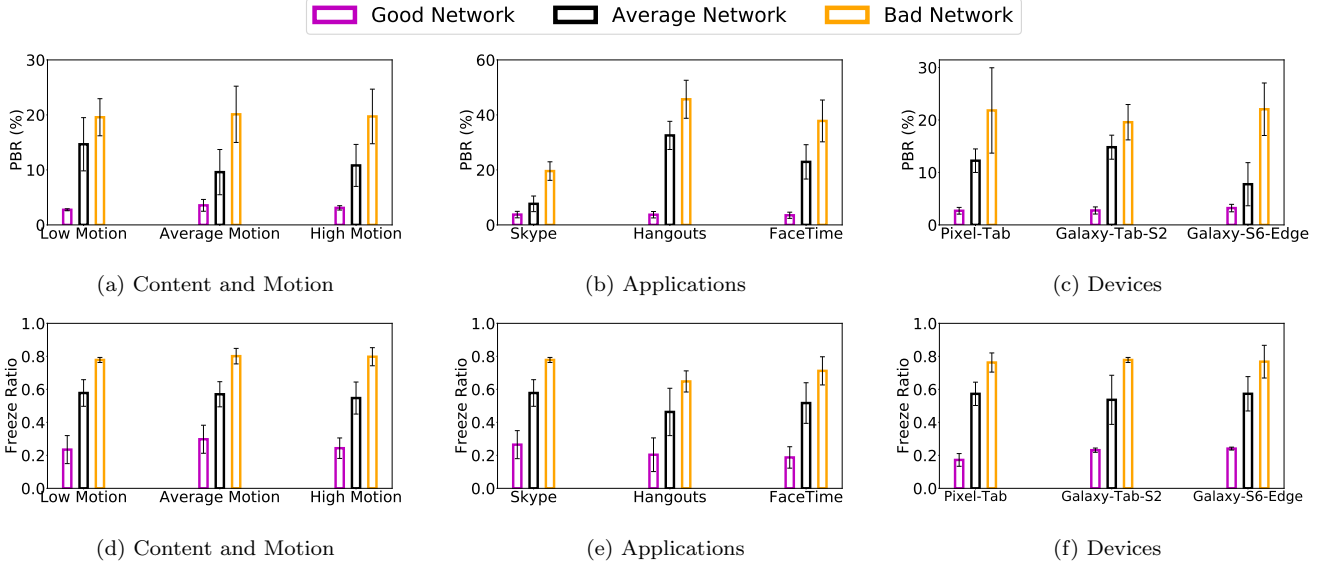 Good Network Average Network Bad Network
PBR (%)
30
20
10
0
Low Motion Average Motion High Motion
(a) Content and Motion
PBR (%)
60
40
20
0
Skype Hangouts FaceTime
(b) Applications
PBR (%)
30
20
10
0
Pixel-Tab Galaxy-Tab-S2 Galaxy-S6-Edge
(c) Devices
Freeze Ratio
1.0
0.8
0.6
0.4
0.2
0.0
Low Motion Average Motion High Motion
(d) Content and Motion
Freeze Ratio
1.0
0.8
0.6
0.4
0.2
0.0
Skype Hangouts FaceTime
(e) Applications
Freeze Ratio
1.0
0.8
0.6
0.4
0.2
0.0
Pixel-Tab Galaxy-Tab-S2 Galaxy-S6-Edge
(f) Devices